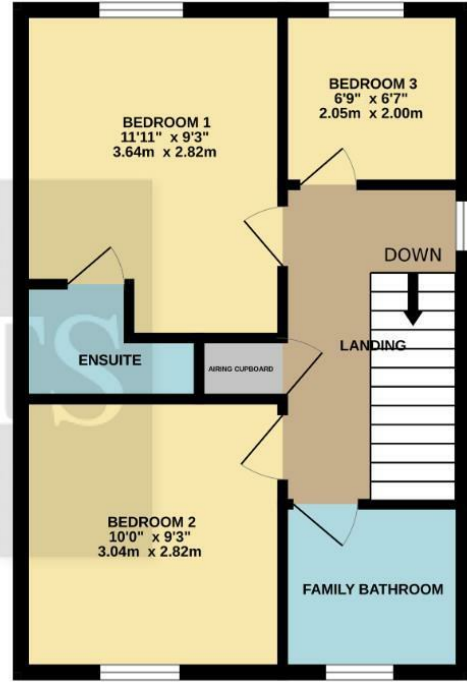 BEDROOM 1
11'11" x 9'3"
3.64m x 2.82m
BEDROOM 3
6'9" x 6'7"
2.05m x 2.00m
DOWN
LANDING
ENSUITE
AIRING CUPBOARD
TS
BEDROOM 2
10'0" x 9'3"
3.04m x 2.82m
FAMILY BATHROOM